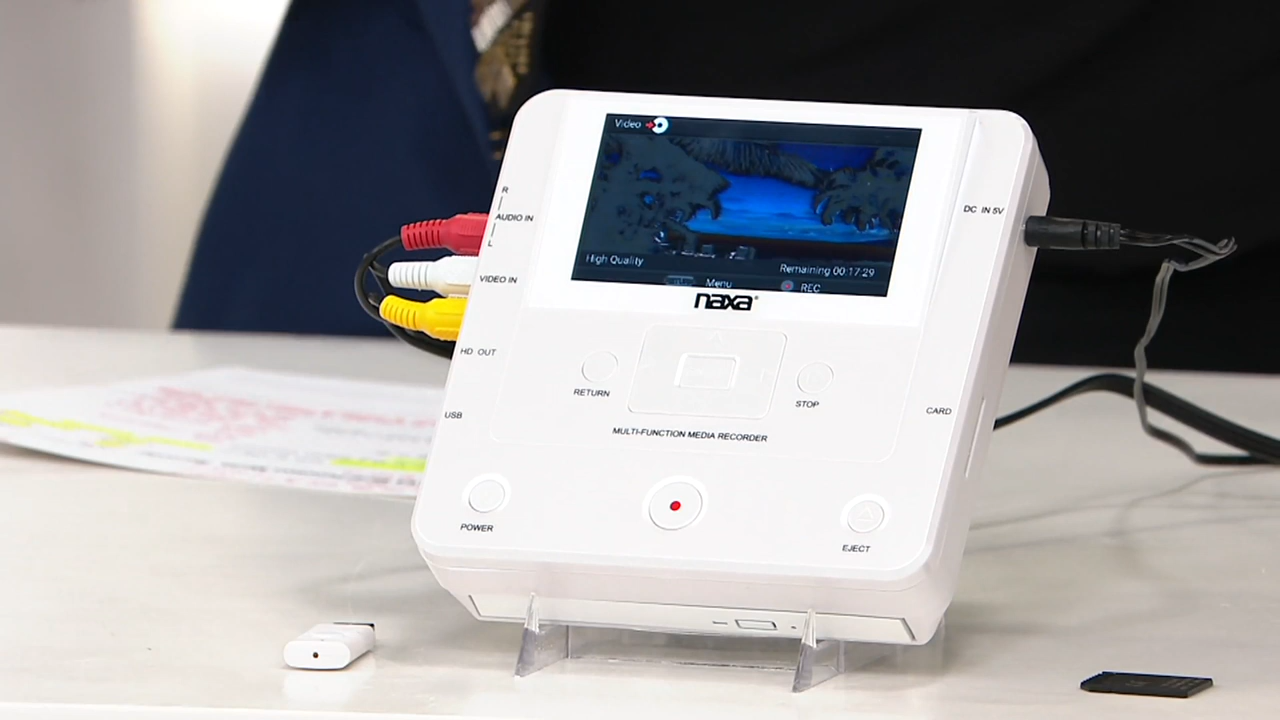 Video
High Quality
Remaining 00:17:29
Menu
REC
naxa
R
AUDIO IN
L
VIDEO IN
HD OUT
USB
DC IN 5V
CARD
RETURN
STOP
MULTI-FUNCTION MEDIA RECORDER
POWER
EJECT